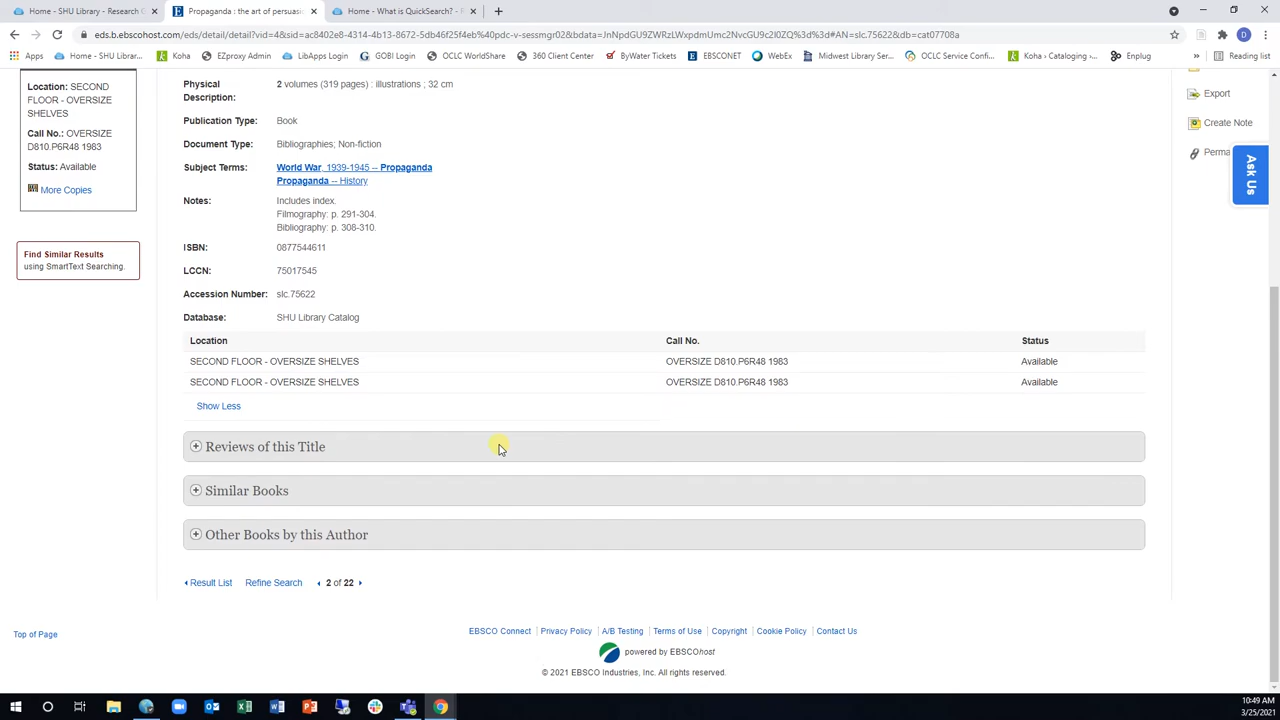 Home - SHU Library - Research G
Propaganda : the art of persuasi
Home - What is QuickSearch? - R
eds.b.ebscohost.com/eds/detail/detail?vid=4&sid=ac8402e8-4314-4b13-8672-5db46f25f4eb%40pdc-v-sessmgr02&bdata=JnNpdGU9ZWRzLWxpdmUmc2NvcGU9c2l0ZQ%3d%3d#AN=slc.75622&db=cat07708a
Apps
Home - SHU Librar...
Koha
EZproxy Admin
LibApps Login
GOBI Login
OCLC WorldShare
360 Client Center
ByWater Tickets
EBSCONET
WebEx
Midwest Library Ser...
OCLC Service Confi...
Koha › Cataloging ›...
Enplug
»
Reading list
Location: SECOND
FLOOR - OVERSIZE
SHELVES
Call No.: OVERSIZE
D810.P6R48 1983
Status: Available
More Copies
Find Similar Results
using SmartText Searching.
Physical Description: 2 volumes (319 pages) : illustrations ; 32 cm
Publication Type: Book
Document Type: Bibliographies; Non-fiction
Subject Terms: World War, 1939-1945 -- Propaganda
Propaganda -- History
Notes: Includes index.
Filmography: p. 291-304.
Bibliography: p. 308-310.
ISBN: 0877544611
LCCN: 75017545
Accession Number: slc.75622
Database: SHU Library Catalog
Location Call No. Status
SECOND FLOOR - OVERSIZE SHELVES OVERSIZE D810.P6R48 1983 Available
SECOND FLOOR - OVERSIZE SHELVES OVERSIZE D810.P6R48 1983 Available
Show Less
Reviews of this Title
Similar Books
Other Books by this Author
Result List Refine Search 2 of 22
Export
Create Note
Perma
Ask Us
Top of Page
EBSCO Connect | Privacy Policy | A/B Testing | Terms of Use | Copyright | Cookie Policy | Contact Us
powered by EBSCOhost
© 2021 EBSCO Industries, Inc. All rights reserved.
10:49 AM
3/25/2021